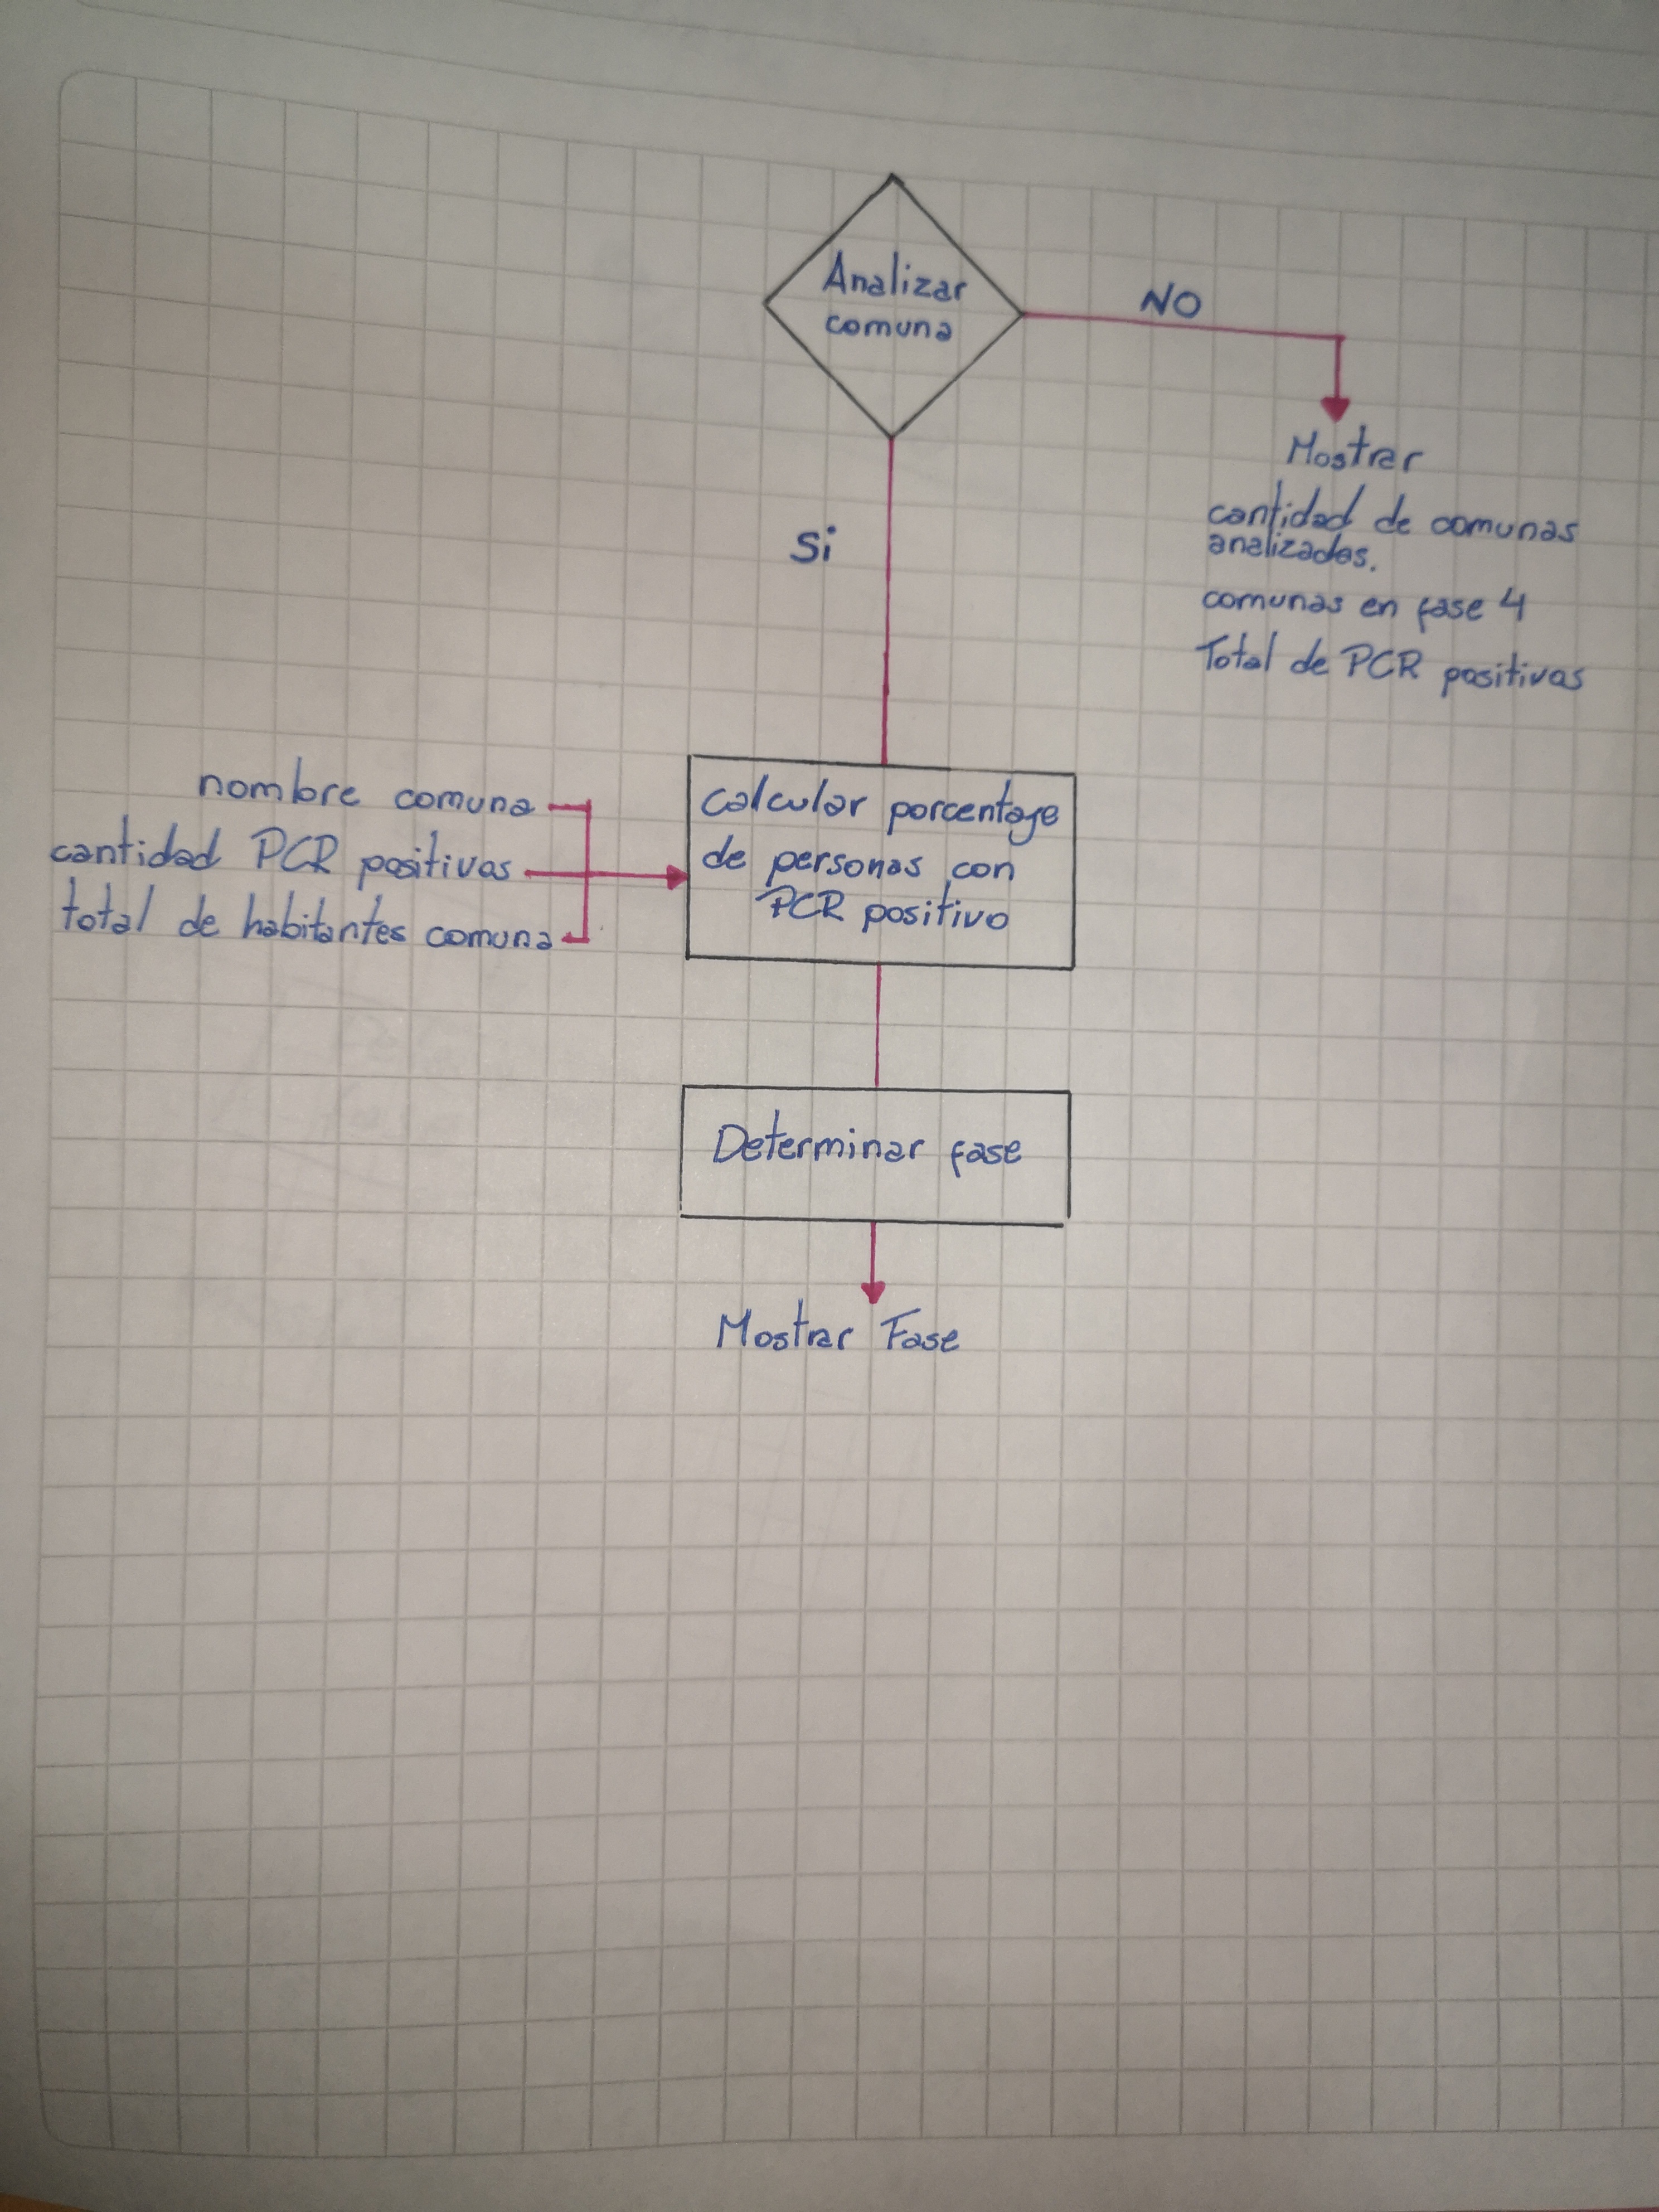 Analizar
comuna
NO
Mostrar
cantidad de comunas
analizadas.
comunas en fase 4
Total de PCR positivas
Si
nombre comuna
cantidad PCR positivas
total de habitantes comuna
Calcular porcentaje
de personas con
PCR positivo
Determinar fase
Mostrar Fase